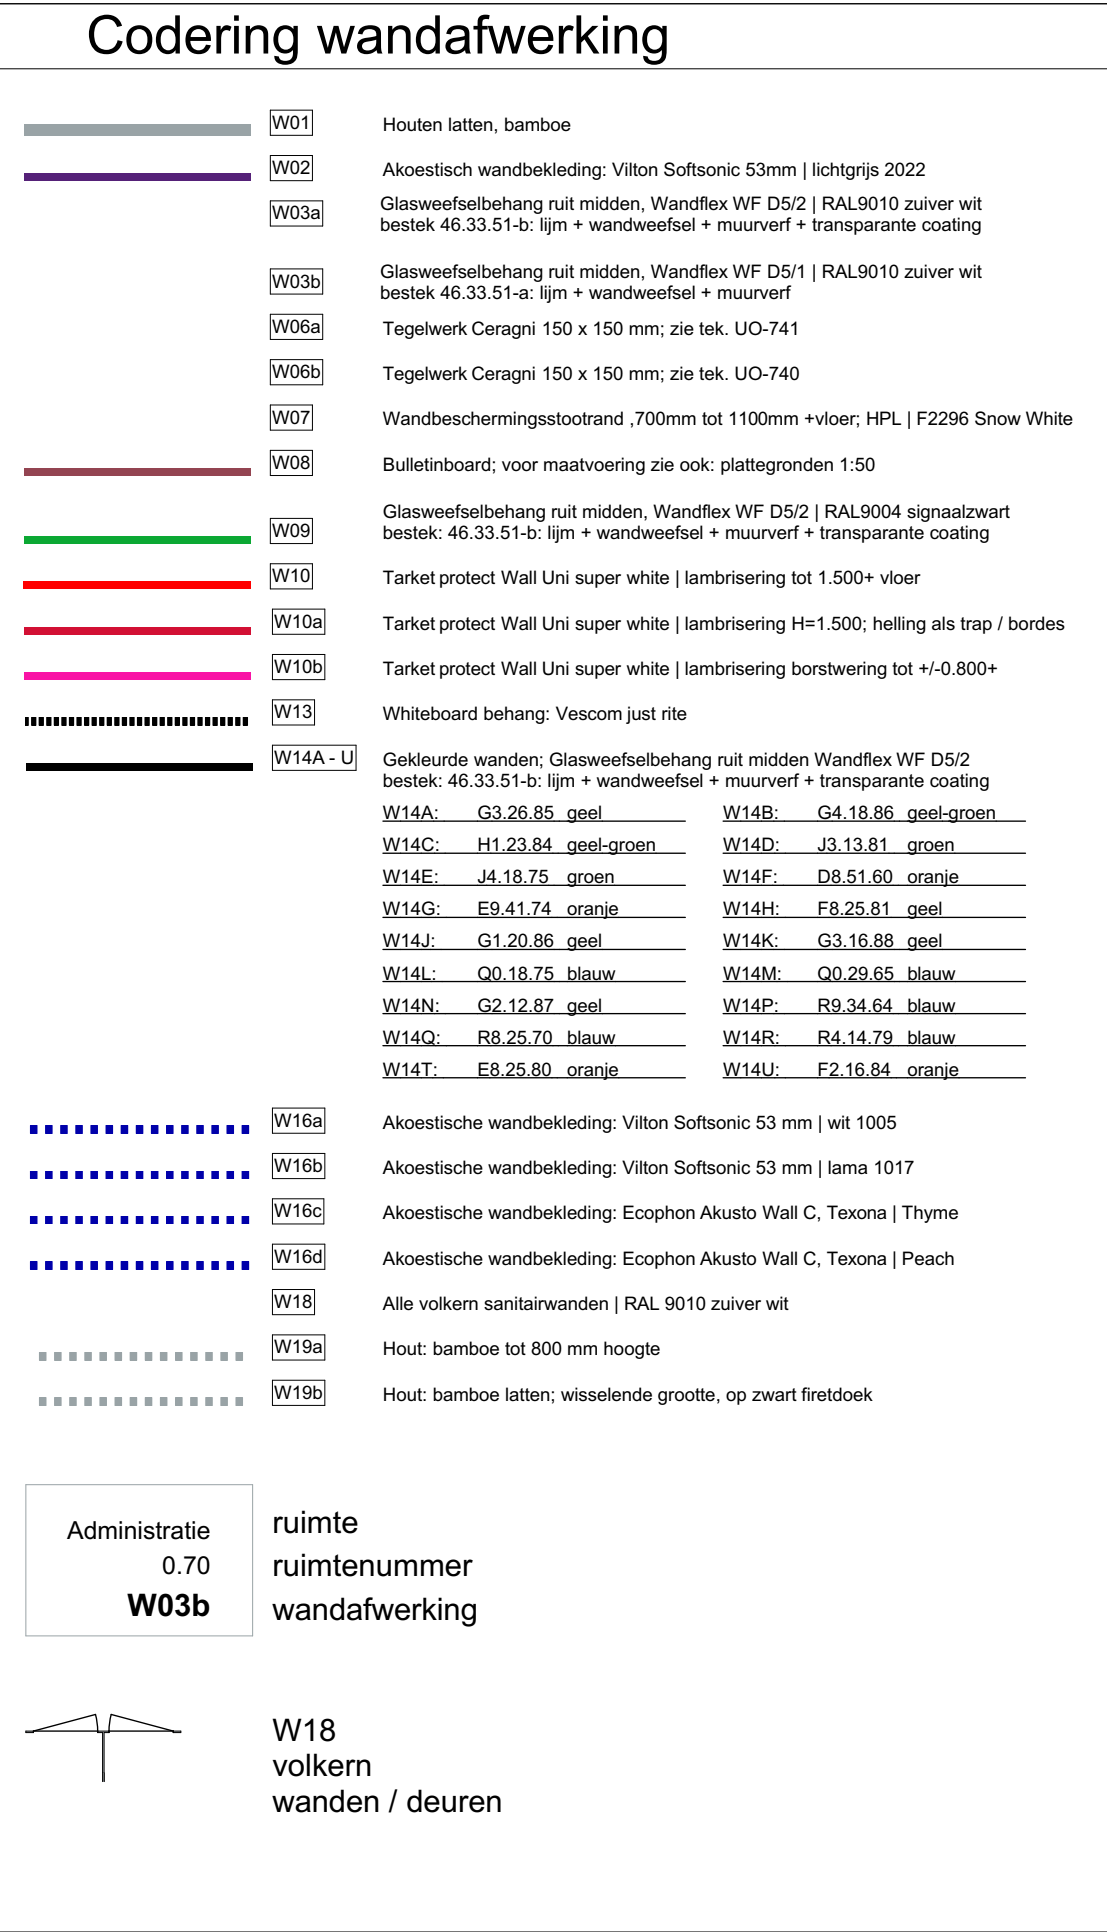 Codering wandafwerking
W01 Houten latten, bamboe
W02 Akoestisch wandbekleding: Vilton Softsonic 53mm | lichtgrijs 2022
W03a Glasweefselbehang ruit midden, Wandflex WF D5/2 | RAL9010 zuiver wit
bestek 46.33.51-b: lijm + wandweefsel + muurverf + transparante coating
W03b Glasweefselbehang ruit midden, Wandflex WF D5/1 | RAL9010 zuiver wit
bestek 46.33.51-a: lijm + wandweefsel + muurverf
W06a Tegelwerk Ceragni 150 x 150 mm; zie tek. UO-741
W06b Tegelwerk Ceragni 150 x 150 mm; zie tek. UO-740
W07 Wandbeschermingsstootrand ,700mm tot 1100mm +vloer; HPL | F2296 Snow White
W08 Bulletinboard; voor maatvoering zie ook: plattegronden 1:50
W09 Glasweefselbehang ruit midden, Wandflex WF D5/2 | RAL9004 signaalzwart
bestek: 46.33.51-b: lijm + wandweefsel + muurverf + transparante coating
W10 Tarket protect Wall Uni super white | lambrisering tot 1.500+ vloer
W10a Tarket protect Wall Uni super white | lambrisering H=1.500; helling als trap / bordes
W10b Tarket protect Wall Uni super white | lambrisering borstwering tot +/-0.800+
W13 Whiteboard behang: Vescom just rite
W14A - U Gekleurde wanden; Glasweefselbehang ruit midden Wandflex WF D5/2
bestek: 46.33.51-b: lijm + wandweefsel + muurverf + transparante coating
W14A: G3.26.85 geel W14B: G4.18.86 geel-groen
W14C: H1.23.84 geel-groen W14D: J3.13.81 groen
W14E: J4.18.75 groen W14F: D8.51.60 oranje
W14G: E9.41.74 oranje W14H: F8.25.81 geel
W14J: G1.20.86 geel W14K: G3.16.88 geel
W14L: Q0.18.75 blauw W14M: Q0.29.65 blauw
W14N: G2.12.87 geel W14P: R9.34.64 blauw
W14Q: R8.25.70 blauw W14R: R4.14.79 blauw
W14T: E8.25.80 oranje W14U: F2.16.84 oranje
W16a Akoestische wandbekleding: Vilton Softsonic 53 mm | wit 1005
W16b Akoestische wandbekleding: Vilton Softsonic 53 mm | lama 1017
W16c Akoestische wandbekleding: Ecophon Akusto Wall C, Texona | Thyme
W16d Akoestische wandbekleding: Ecophon Akusto Wall C, Texona | Peach
W18 Alle volkern sanitairwanden | RAL 9010 zuiver wit
W19a Hout: bamboe tot 800 mm hoogte
W19b Hout: bamboe latten; wisselende grootte, op zwart firetdoek
Administratie ruimte
0.70 ruimtenummer
W03b wandafwerking
W18
volkern
wanden / deuren